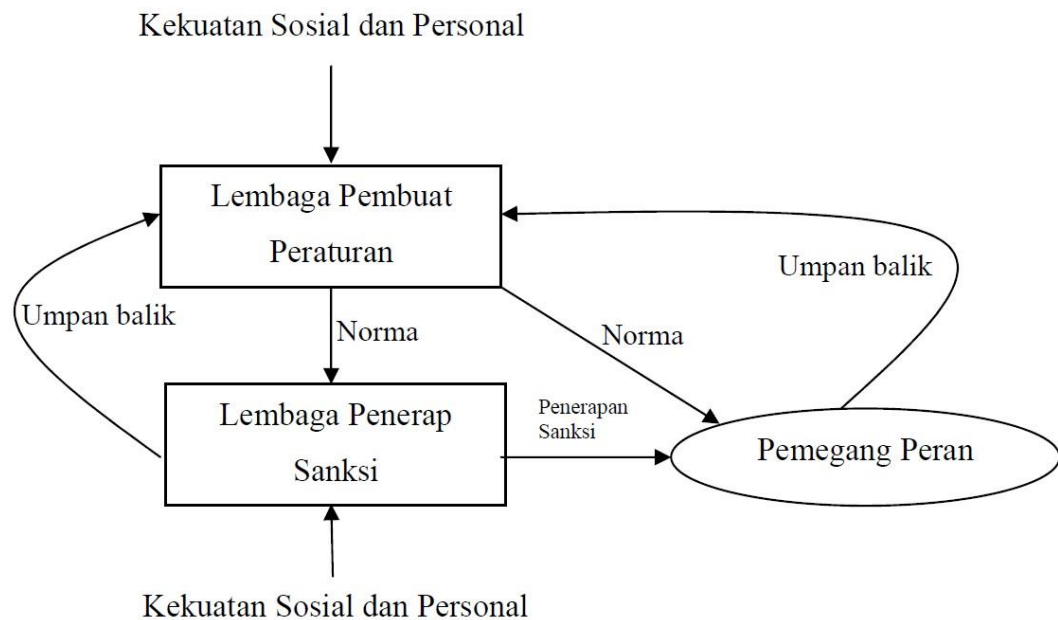 Kekuatan Sosial dan Personal
Lembaga Pembuat
Peraturan
Umpan balik
Umpan balik
Norma
Norma
Lembaga Penerap
Sanksi
Penerapan
Sanksi
Pemegang Peran
Kekuatan Sosial dan Personal